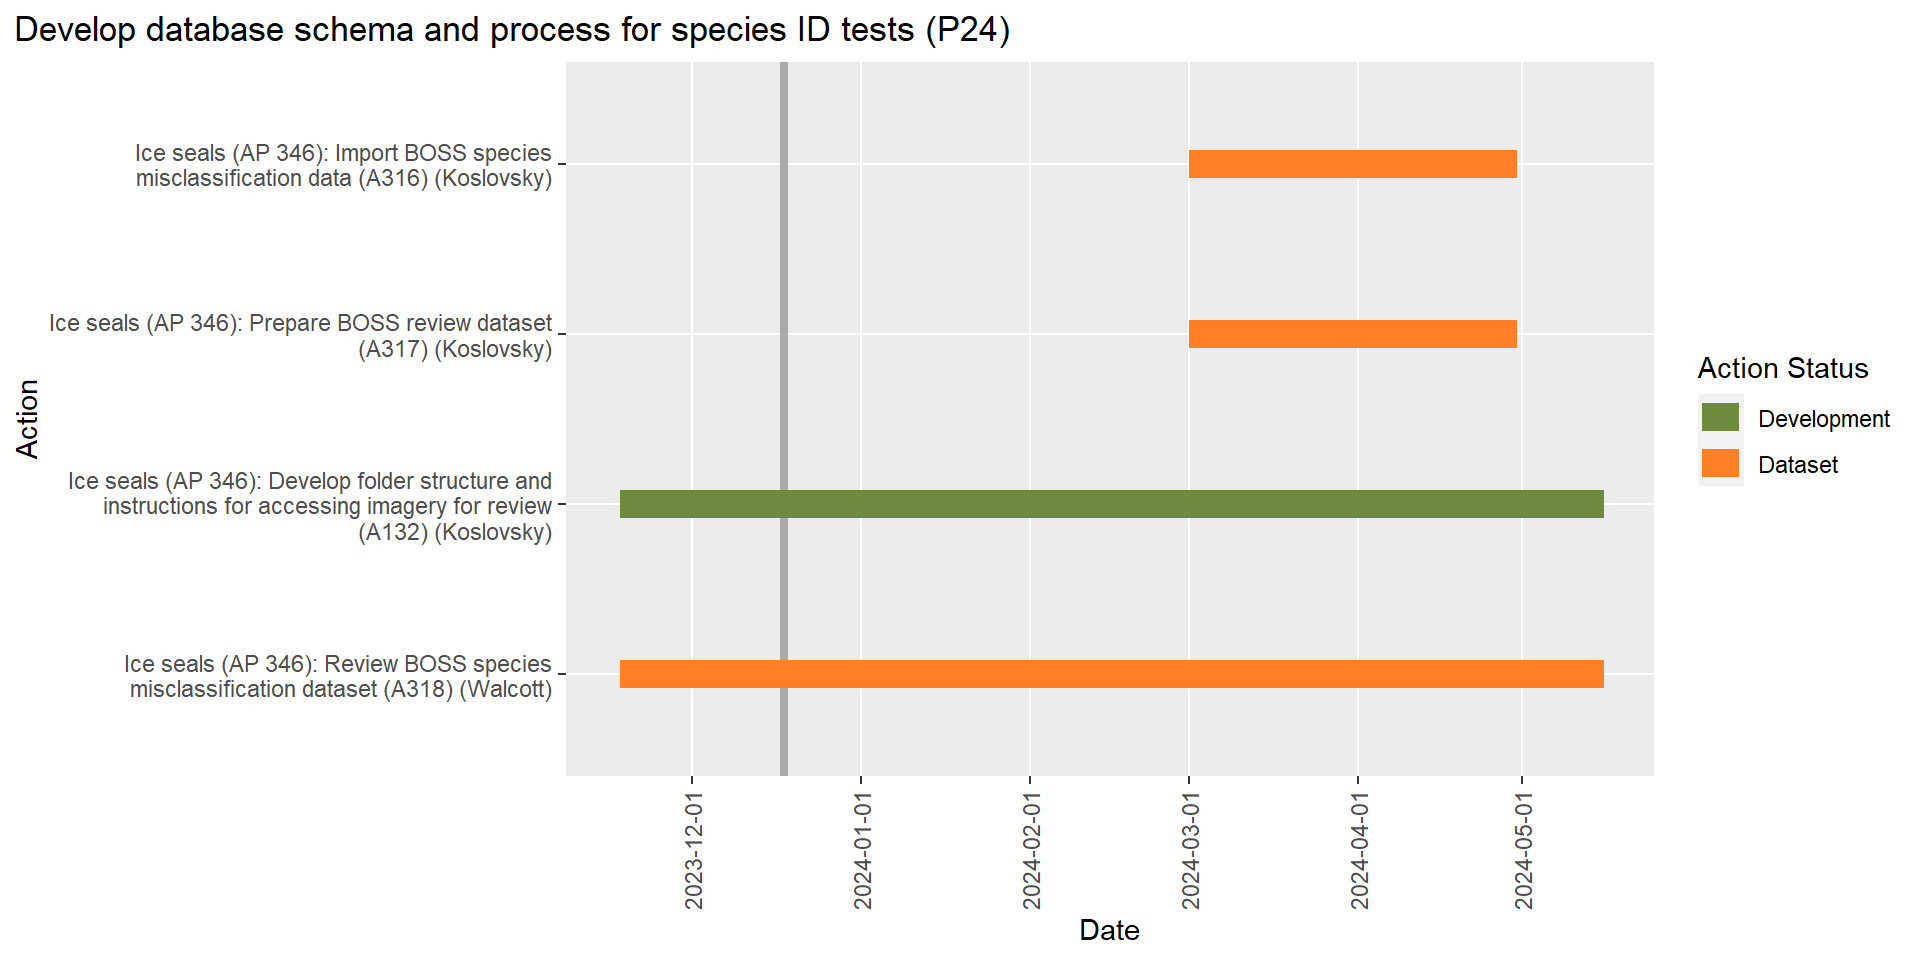 Develop database schema and process for species ID tests (P24)
Ice seals (AP 346): Import BOSS species
misclassification data (A316) (Koslovsky)
Ice seals (AP 346): Prepare BOSS review dataset
(A317) (Koslovsky)
Ice seals (AP 346): Develop folder structure and
instructions for accessing imagery for review
(A132) (Koslovsky)
Ice seals (AP 346): Review BOSS species
misclassification dataset (A318) (Walcott)
Action
2023-12-01
2024-01-01
2024-02-01
2024-03-01
2024-04-01
2024-05-01
Date
Action Status
Development
Dataset